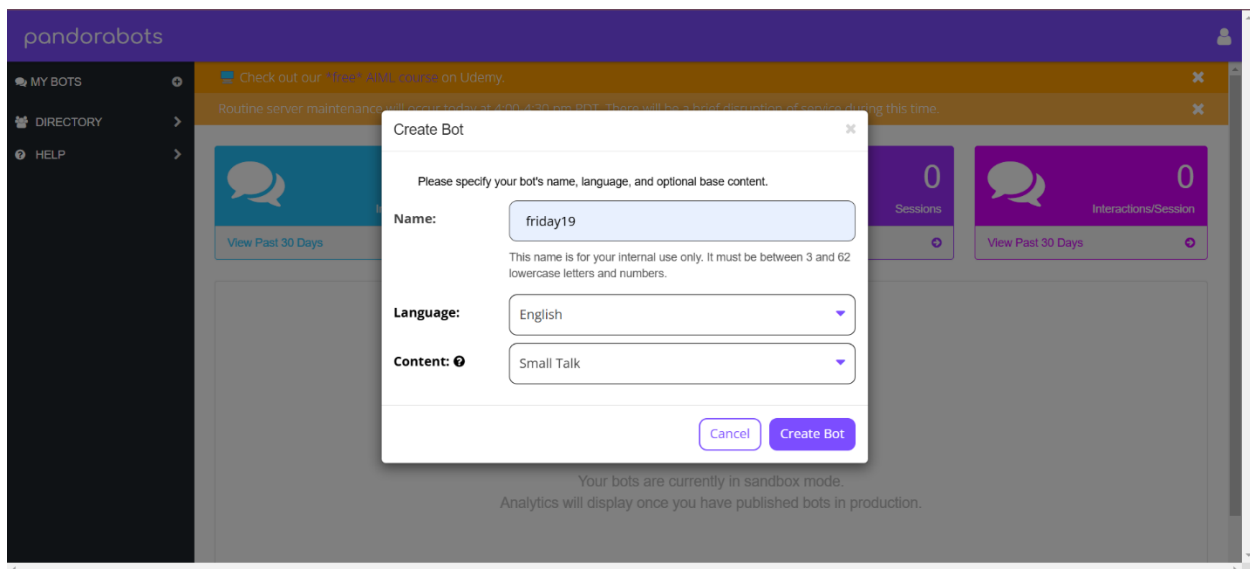 pandorabots
MY BOTS
Check out our *free* AIML course on Udemy.
Routine server maintenance will occur today at 4:00-4:30 pm PDT. There will be a brief disruption of service during this time.
DIRECTORY
Create Bot
HELP
Please specify your bot's name, language, and optional base content.
0
0
Name:
friday19
Sessions
Interactions/Session
View Past 30 Days
View Past 30 Days
This name is for your internal use only. It must be between 3 and 62
lowercase letters and numbers.
Language:
English
Content:
Small Talk
Cancel
Create Bot
Your bots are currently in sandbox mode.
Analytics will display once you have published bots in production.